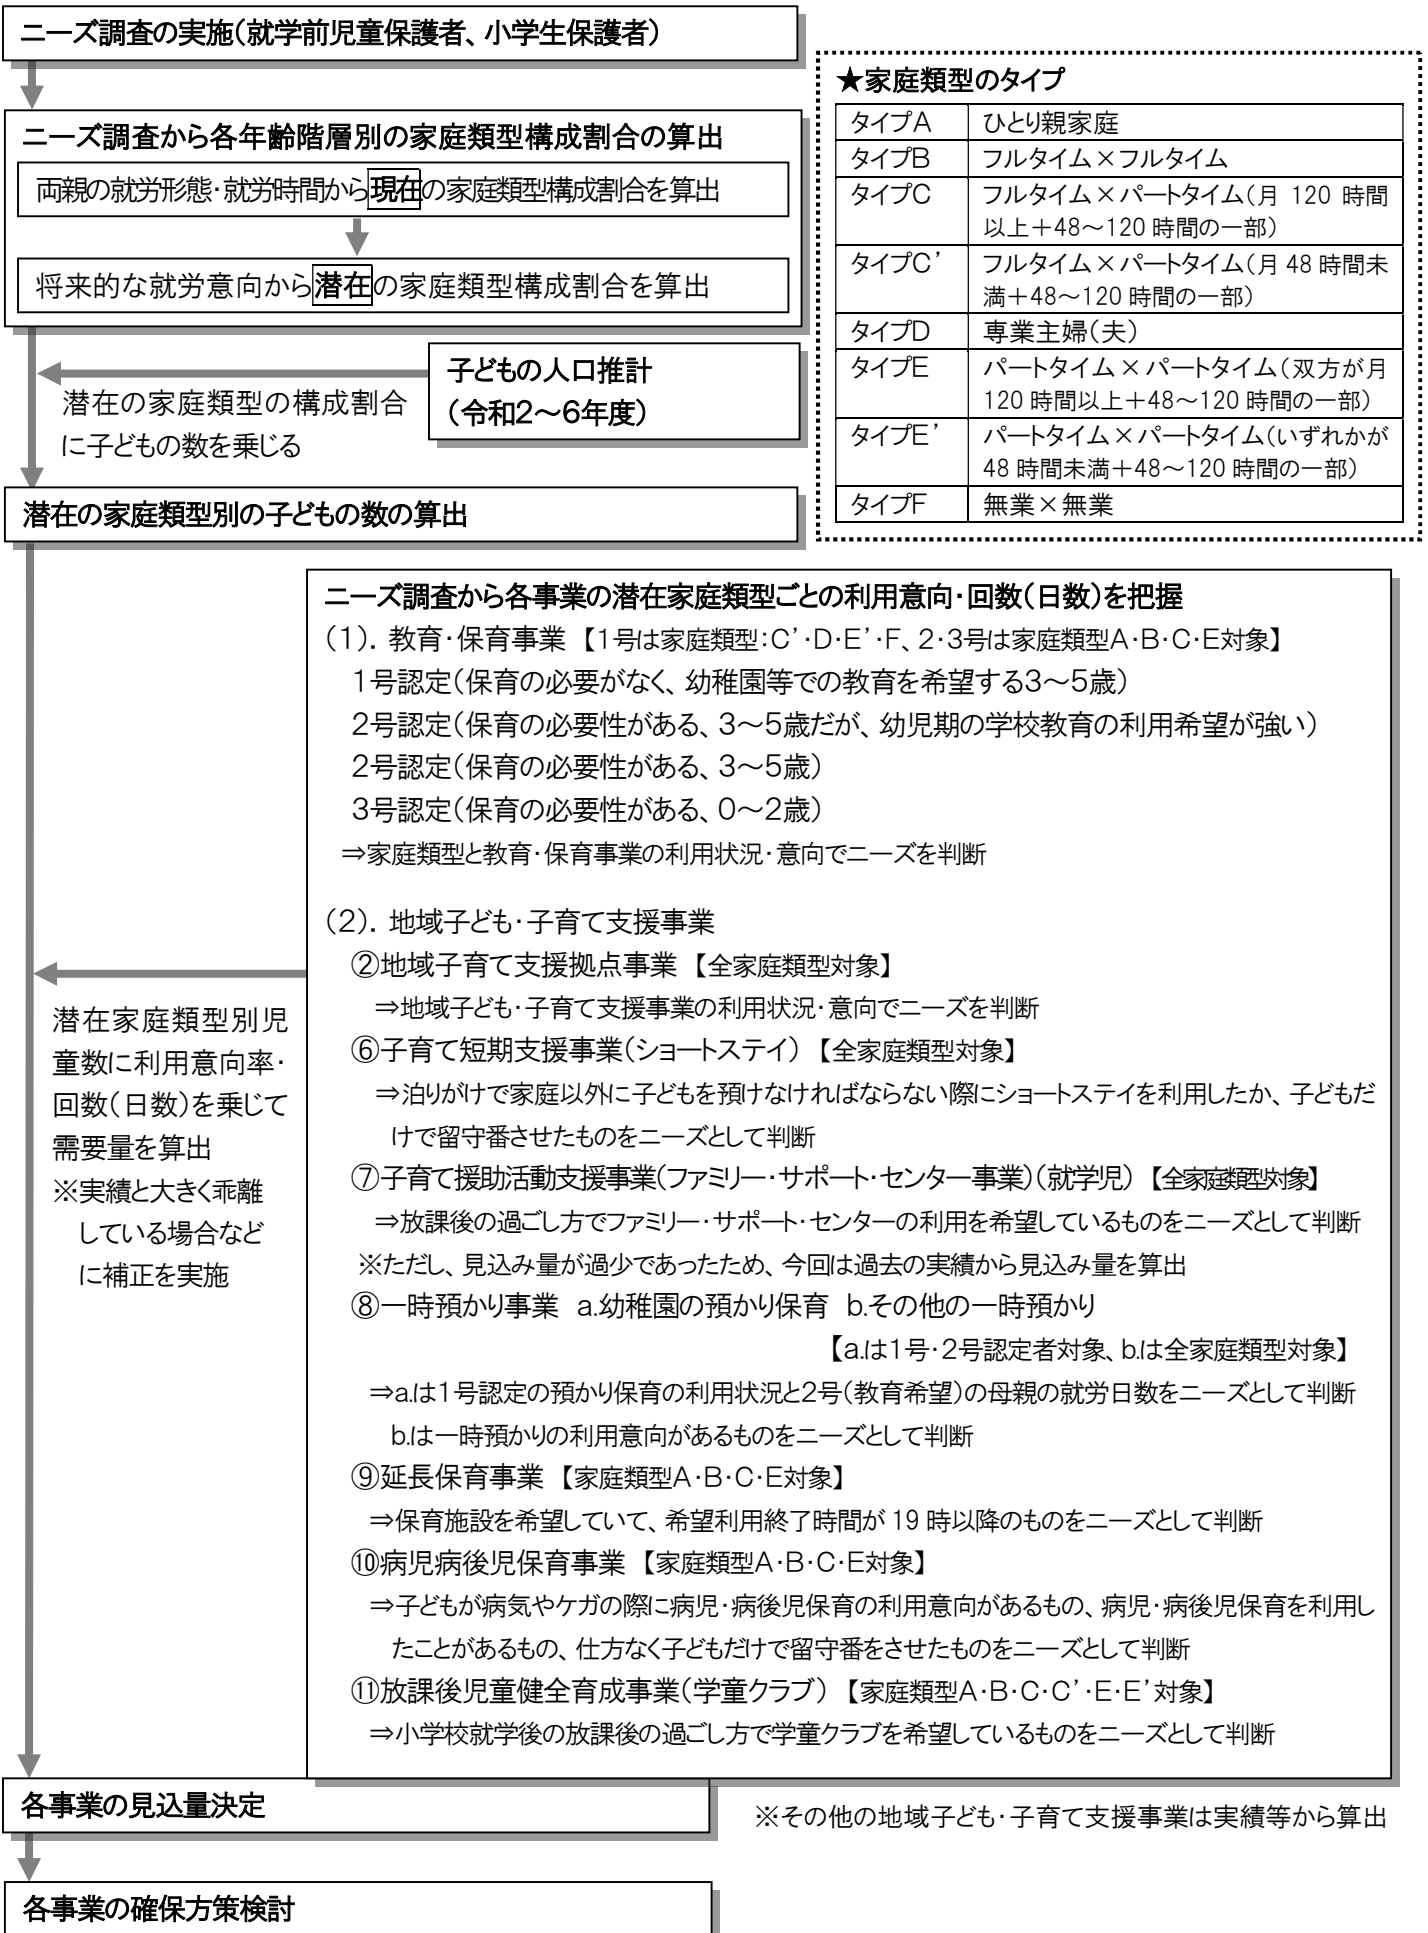 ニーズ調査の実施（就学前児童保護者、小学生保護者）
ニーズ調査から各年齢階層別の家庭類型構成割合の算出
両親の就労形態・就労時間から現在の家庭類型構成割合を算出
将来的な就労意向から潜在の家庭類型構成割合を算出
子どもの人口推計
（令和2～6年度）
潜在の家庭類型の構成割合
に子どもの数を乗じる
潜在の家庭類型別の子どもの数の算出
★家庭類型のタイプ
タイプA ひとり親家庭
タイプB フルタイム×フルタイム
タイプC フルタイム×パートタイム（月 120 時間
以上＋48～120 時間の一部）
タイプC’ フルタイム×パートタイム（月 48 時間未
満＋48～120 時間の一部）
タイプD 専業主婦（夫）
タイプE パートタイム×パートタイム（双方が月
120 時間以上＋48～120 時間の一部）
タイプE’ パートタイム×パートタイム（いずれかが
48 時間未満＋48～120 時間の一部）
タイプF 無業×無業
ニーズ調査から各事業の潜在家庭類型ごとの利用意向・回数（日数）を把握
（1）．教育・保育事業 【1号は家庭類型：C’・D・E’・F、2・3号は家庭類型A・B・C・E対象】
1号認定（保育の必要がなく、幼稚園等での教育を希望する3～5歳）
2号認定（保育の必要性がある、3～5歳だが、幼児期の学校教育の利用希望が強い）
2号認定（保育の必要性がある、3～5歳）
3号認定（保育の必要性がある、0～2歳）
⇒家庭類型と教育・保育事業の利用状況・意向でニーズを判断
（2）．地域子ども・子育て支援事業
②地域子育て支援拠点事業 【全家庭類型対象】
⇒地域子ども・子育て支援事業の利用状況・意向でニーズを判断
⑥子育て短期支援事業（ショートステイ） 【全家庭類型対象】
⇒泊りがけで家庭以外に子どもを預けなければならない際にショートステイを利用したか、子どもだ
けで留守番させたものをニーズとして判断
⑦子育て援助活動支援事業（ファミリー・サポート・センター事業）（就学児） 【全家庭類型対象】
⇒放課後の過ごし方でファミリー・サポート・センターの利用を希望しているものをニーズとして判断
※ただし、見込み量が過少であったため、今回は過去の実績から見込み量を算出
⑧一時預かり事業 a.幼稚園の預かり保育 b.その他の一時預かり
【a.は1号・2号認定者対象、b.は全家庭類型対象】
⇒a.は1号認定の預かり保育の利用状況と2号（教育希望）の母親の就労日数をニーズとして判断
b.は一時預かりの利用意向があるものをニーズとして判断
⑨延長保育事業 【家庭類型A・B・C・E対象】
⇒保育施設を希望していて、希望利用終了時間が 19 時以降のものをニーズとして判断
⑩病児病後児保育事業 【家庭類型A・B・C・E対象】
⇒子どもが病気やケガの際に病児・病後児保育の利用意向があるもの、病児・病後児保育を利用し
たことがあるもの、仕方なく子どもだけで留守番をさせたものをニーズとして判断
⑪放課後児童健全育成事業（学童クラブ） 【家庭類型A・B・C・C’・E・E’対象】
⇒小学校就学後の放課後の過ごし方で学童クラブを希望しているものをニーズとして判断
潜在家庭類型別児
童数に利用意向率・
回数（日数）を乗じて
需要量を算出
※実績と大きく乖離
している場合など
に補正を実施
各事業の見込量決定
※その他の地域子ども・子育て支援事業は実績等から算出
各事業の確保方策検討